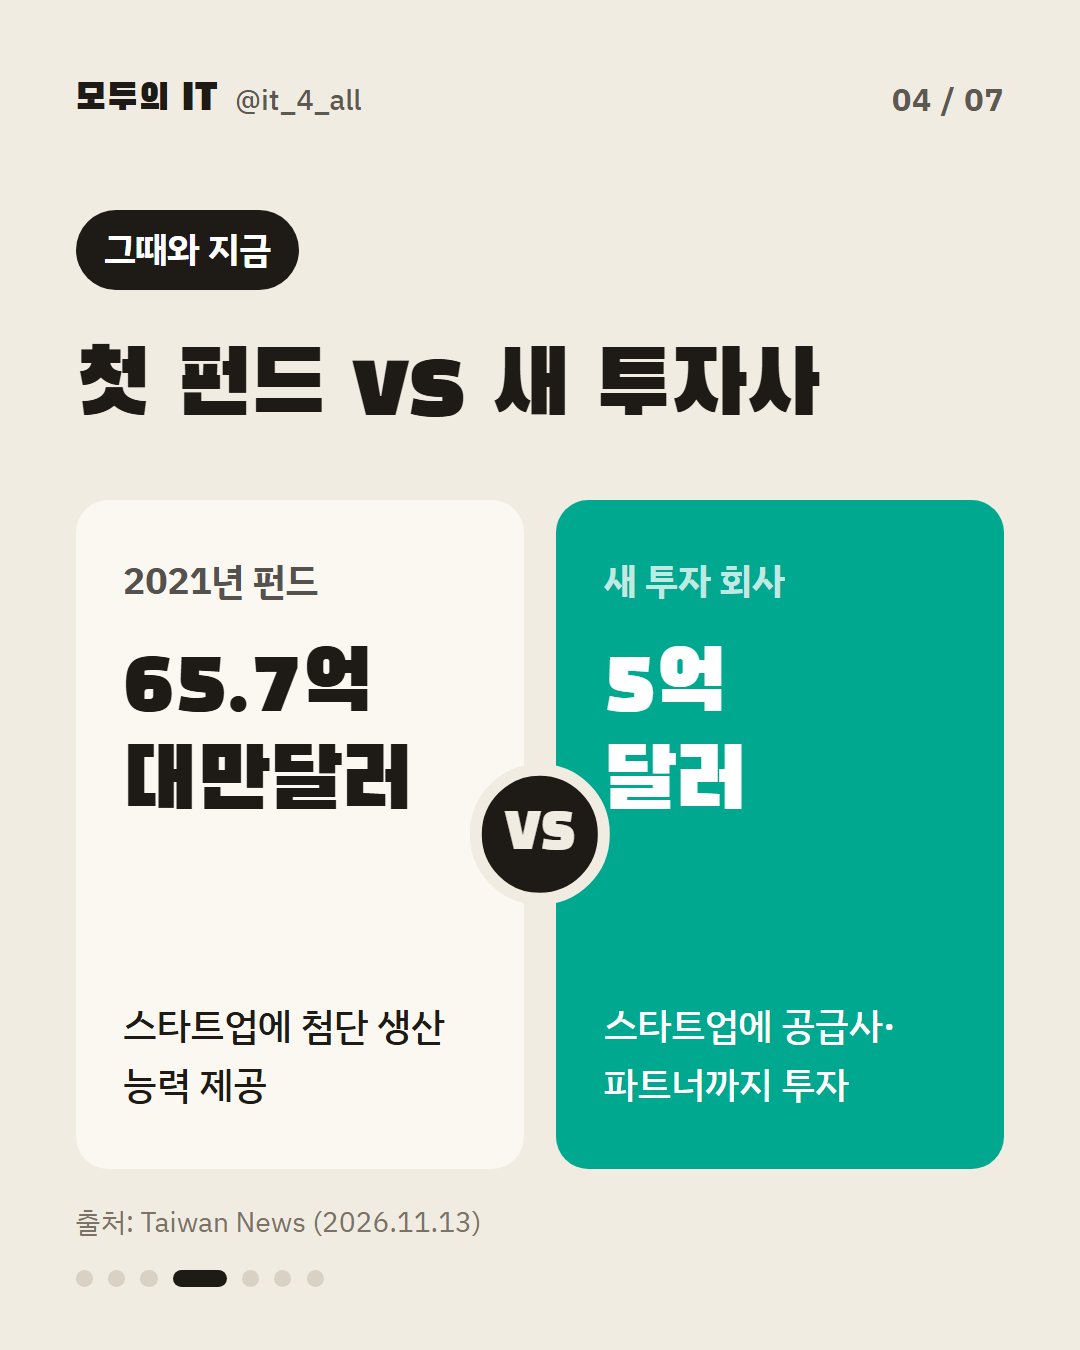 모두의 IT @it_4_all
04 / 07
그때와 지금
첫 펀드 vs 새 투자사
2021년 펀드
65.7억
대만달러
스타트업에 첨단 생산
능력 제공
VS
새 투자 회사
5억
달러
스타트업에 공급사·
파트너까지 투자
출처: Taiwan News (2026.11.13)